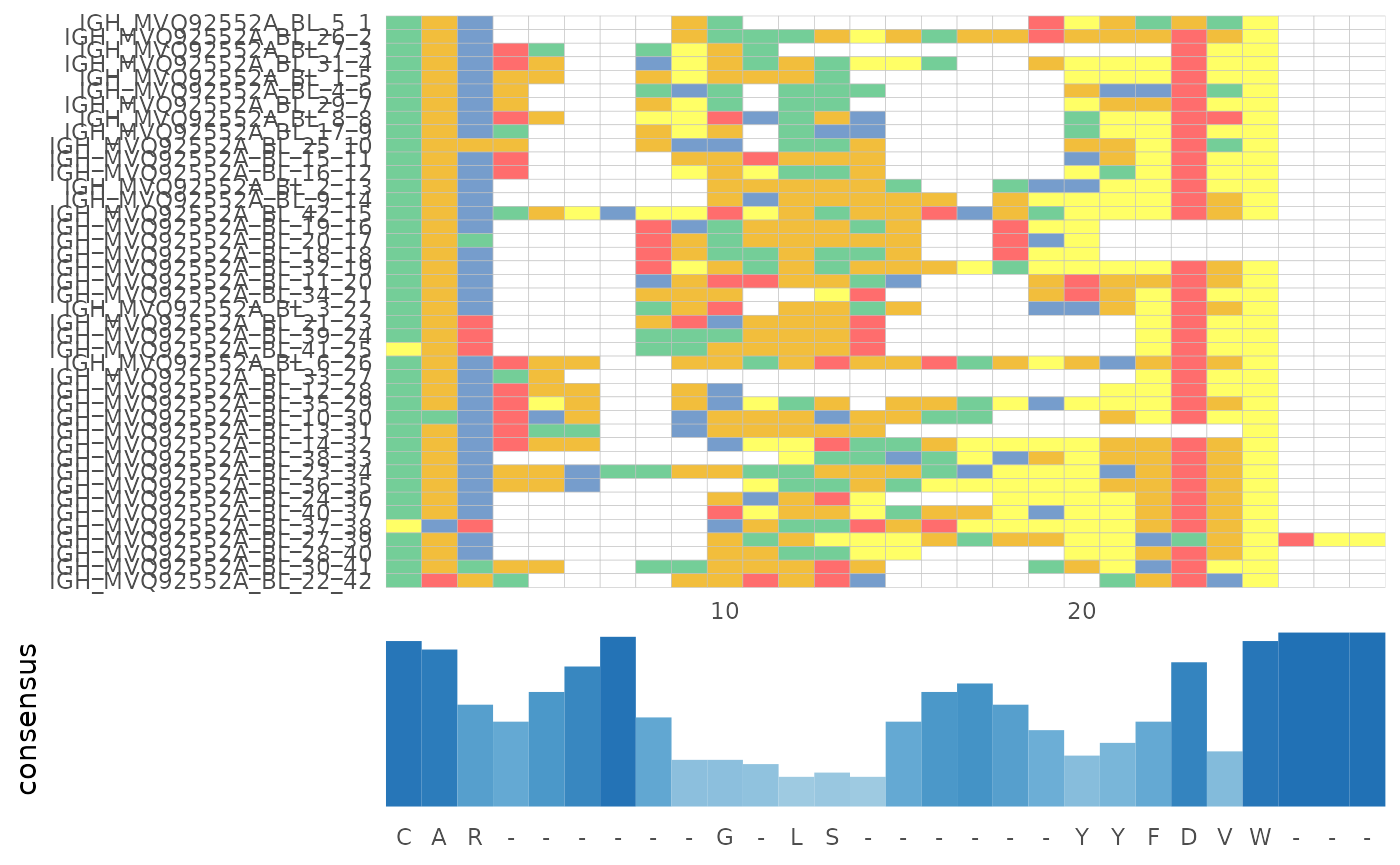 IGH_MVQ92552A_BL_5_1
IGH_MVQ92552A_BL_26_2
IGH_MVQ92552A_BL_7_3
IGH_MVQ92552A_BL_31_4
IGH_MVQ92552A_BL_1_5
IGH_MVQ92552A_BL_4_6
IGH_MVQ92552A_BL_29_7
IGH_MVQ92552A_BL_8_8
IGH_MVQ92552A_BL_17_9
IGH_MVQ92552A_BL_25_10
IGH_MVQ92552A_BL_15_11
IGH_MVQ92552A_BL_16_12
IGH_MVQ92552A_BL_2_13
IGH_MVQ92552A_BL_9_14
IGH_MVQ92552A_BL_42_15
IGH_MVQ92552A_BL_19_16
IGH_MVQ92552A_BL_20_17
IGH_MVQ92552A_BL_18_18
IGH_MVQ92552A_BL_32_19
IGH_MVQ92552A_BL_11_20
IGH_MVQ92552A_BL_34_21
IGH_MVQ92552A_BL_3_22
IGH_MVQ92552A_BL_21_23
IGH_MVQ92552A_BL_39_24
IGH_MVQ92552A_BL_41_25
IGH_MVQ92552A_BL_6_26
IGH_MVQ92552A_BL_33_27
IGH_MVQ92552A_BL_12_28
IGH_MVQ92552A_BL_35_29
IGH_MVQ92552A_BL_10_30
IGH_MVQ92552A_BL_13_31
IGH_MVQ92552A_BL_14_32
IGH_MVQ92552A_BL_38_33
IGH_MVQ92552A_BL_23_34
IGH_MVQ92552A_BL_36_35
IGH_MVQ92552A_BL_24_36
IGH_MVQ92552A_BL_40_37
IGH_MVQ92552A_BL_37_38
IGH_MVQ92552A_BL_27_39
IGH_MVQ92552A_BL_28_40
IGH_MVQ92552A_BL_30_41
IGH_MVQ92552A_BL_22_42
10 20
consensus
C A R - - - - - - G - L S - - - - - - Y Y F D V W - - -